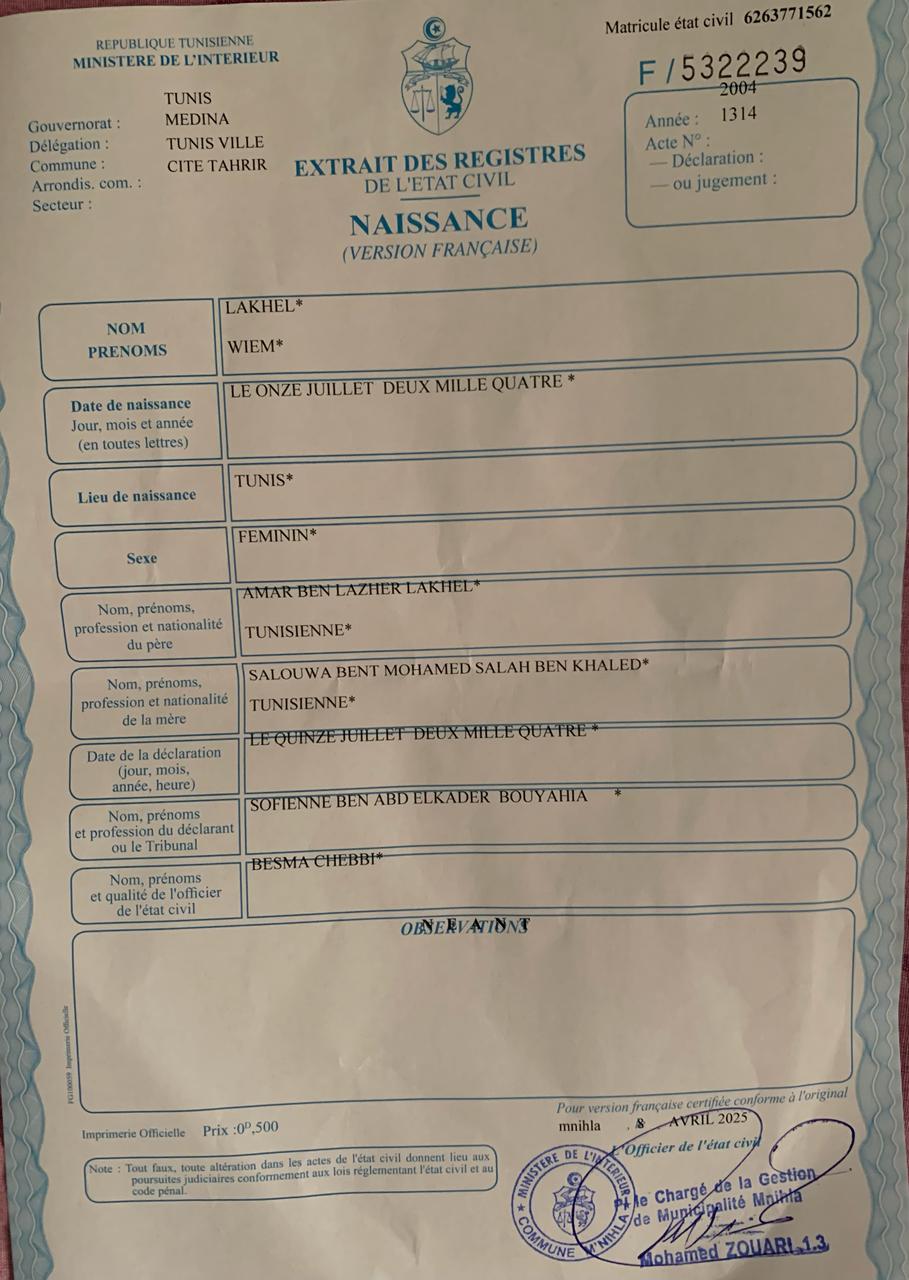 Matricule état civil 6263771562
REPUBLIQUE TUNISIENNE
MINISTERE DE L'INTERIEUR
F / 5322239
2004
Année : 1314
Acte N° :
— Déclaration :
— ou jugement :
TUNIS
Gouvernorat : MEDINA
Délégation : TUNIS VILLE
Commune : CITE TAHRIR
Arrondis. com. :
Secteur :
EXTRAIT DES REGISTRES
DE L'ETAT CIVIL
NAISSANCE
(VERSION FRANÇAISE)
NOM
PRENOMS
LAKHEL*
WIEM*
Date de naissance
Jour, mois et année
(en toutes lettres)
LE ONZE JUILLET DEUX MILLE QUATRE *
Lieu de naissance
TUNIS*
Sexe
FEMININ*
Nom, prénoms,
profession et nationalité
du père
AMAR BEN LAZHER LAKHEL*
TUNISIENNE*
Nom, prénoms,
profession et nationalité
de la mère
SALOUWA BENT MOHAMED SALAH BEN KHALED*
TUNISIENNE*
Date de la déclaration
(jour, mois,
année, heure)
LE QUINZE JUILLET DEUX MILLE QUATRE *
Nom, prénoms
et profession du déclarant
ou le Tribunal
SOFIENNE BEN ABD ELKADER BOUYAHIA *
Nom, prénoms
et qualité de l'officier
de l'état civil
BESMA CHEBBI*
OBSERVATIONS
N E A N T
FG100059 Imprimerie Officielle
Pour version française certifiée conforme à l'original
mnihla . 8 AVRIL 2025
L'Officier de l'état civil
Imprimerie Officielle Prix :0ᴰ,500
Note : Tout faux, toute altération dans les actes de l'état civil donnent lieu aux
poursuites judiciaires conformement aux lois réglementant l'état civil et au
code pénal.
MINISTERE DE L'INTERIEUR
COMMUNE M'NIHLA
le Chargé de la Gestion
de Municipalité Mnihla
Mohamed ZOUARI 1.3